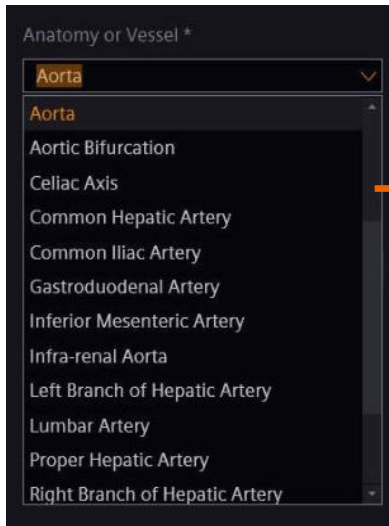 Anatomy or Vessel *
Aorta
Aorta
Aortic Bifurcation
Celiac Axis
Common Hepatic Artery
Common Iliac Artery
Gastroduodenal Artery
Inferior Mesenteric Artery
Infra-renal Aorta
Left Branch of Hepatic Artery
Lumbar Artery
Proper Hepatic Artery
Right Branch of Hepatic Artery